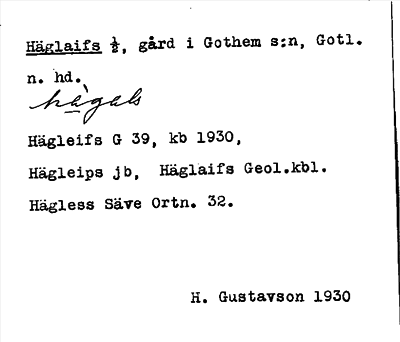 Häglaifs ½, gård i Gothem s:n, Gotl.
n. hd.
hägals
Hägleifs G 39, kb 1930,
Hägleips jb, Häglaifs Geol.kbl.
Hägless Säve Ortn. 32.
H. Gustavson 1930